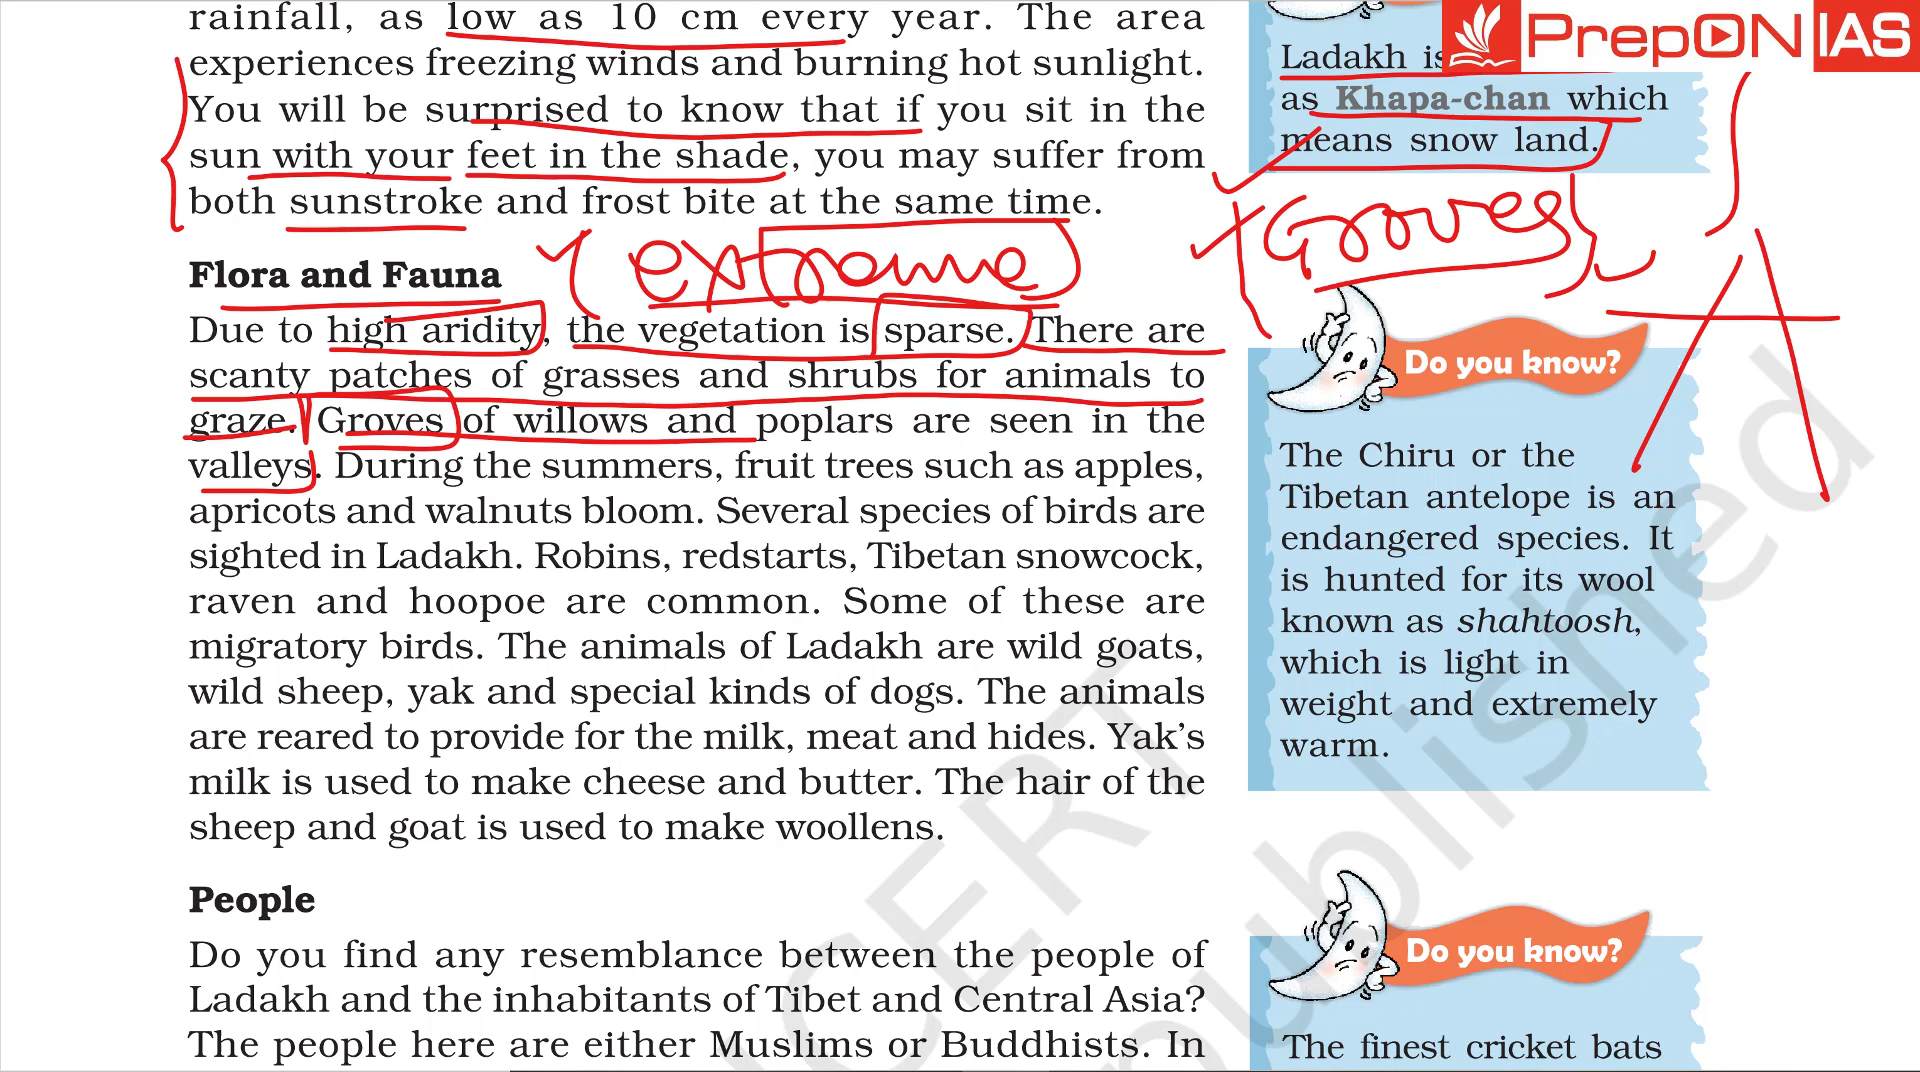 rainfall, as low as 10 cm every year. The area
experiences freezing winds and burning hot sunlight.
You will be surprised to know that if you sit in the
sun with your feet in the shade, you may suffer from
both sunstroke and frost bite at the same time.
extreme
Flora and Fauna
Due to high aridity, the vegetation is sparse. There are
scanty patches of grasses and shrubs for animals to
graze. Groves of willows and poplars are seen in the
valleys. During the summers, fruit trees such as apples,
apricots and walnuts bloom. Several species of birds are
sighted in Ladakh. Robins, redstarts, Tibetan snowcock,
raven and hoopoe are common. Some of these are
migratory birds. The animals of Ladakh are wild goats,
wild sheep, yak and special kinds of dogs. The animals
are reared to provide for the milk, meat and hides. Yak's
milk is used to make cheese and butter. The hair of the
sheep and goat is used to make woollens.
People
Do you find any resemblance between the people of
Ladakh and the inhabitants of Tibet and Central Asia?
The people here are either Muslims or Buddhists. In
PrepON IAS
Ladakh is
as Khapa-chan which
means snow land.
Groves
Do you know?
The Chiru or the
Tibetan antelope is an
endangered species. It
is hunted for its wool
known as shahtoosh,
which is light in
weight and extremely
warm.
Do you know?
The finest cricket bats
NCERT
republished